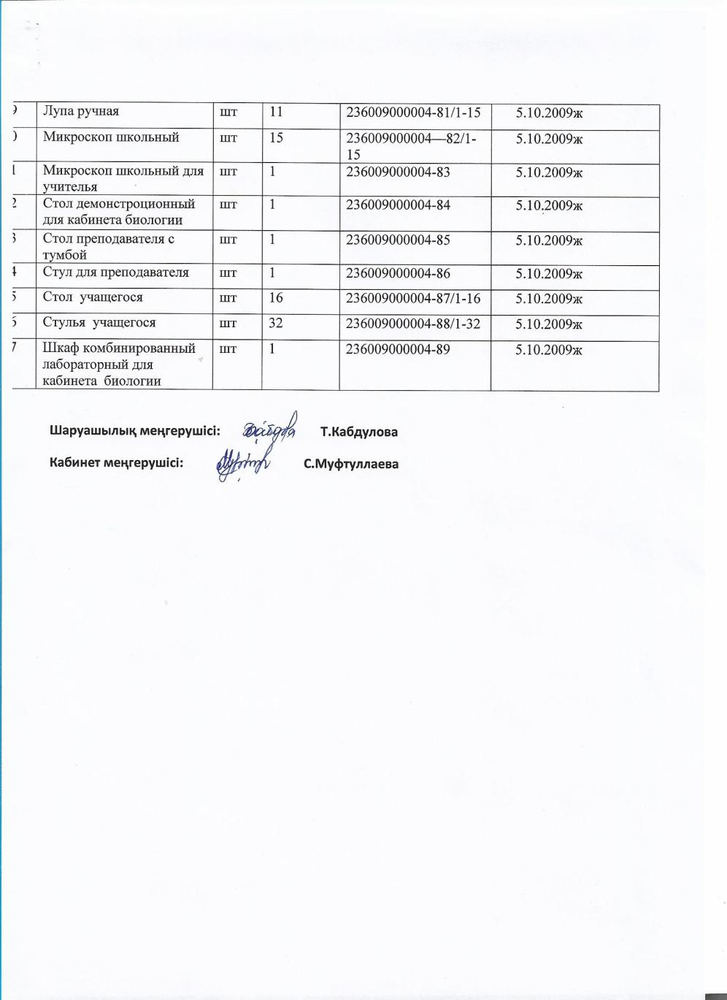 9 Лупа ручная шт 11 236009000004-81/1-15 5.10.2009ж
0 Микроскоп школьный шт 15 236009000004—82/1-
15
1 Микроскоп школьный для шт 1 236009000004-83 5.10.2009ж
учителья
2 Стол демонстроционный шт 1 236009000004-84 5.10.2009ж
для кабинета биологии
3 Стол преподавателя с шт 1 236009000004-85 5.10.2009ж
тумбой
4 Стул для преподавателя шт 1 236009000004-86 5.10.2009ж
5 Стол учащегося шт 16 236009000004-87/1-16 5.10.2009ж
6 Стулья учащегося шт 32 236009000004-88/1-32 5.10.2009ж
7 Шкаф комбинированный шт 1 236009000004-89 5.10.2009ж
лабораторный для
кабинета биологии
Шаруашылық меңгерушісі: Т.Кабдулова
Кабинет меңгерушісі: С.Муфтуллаева